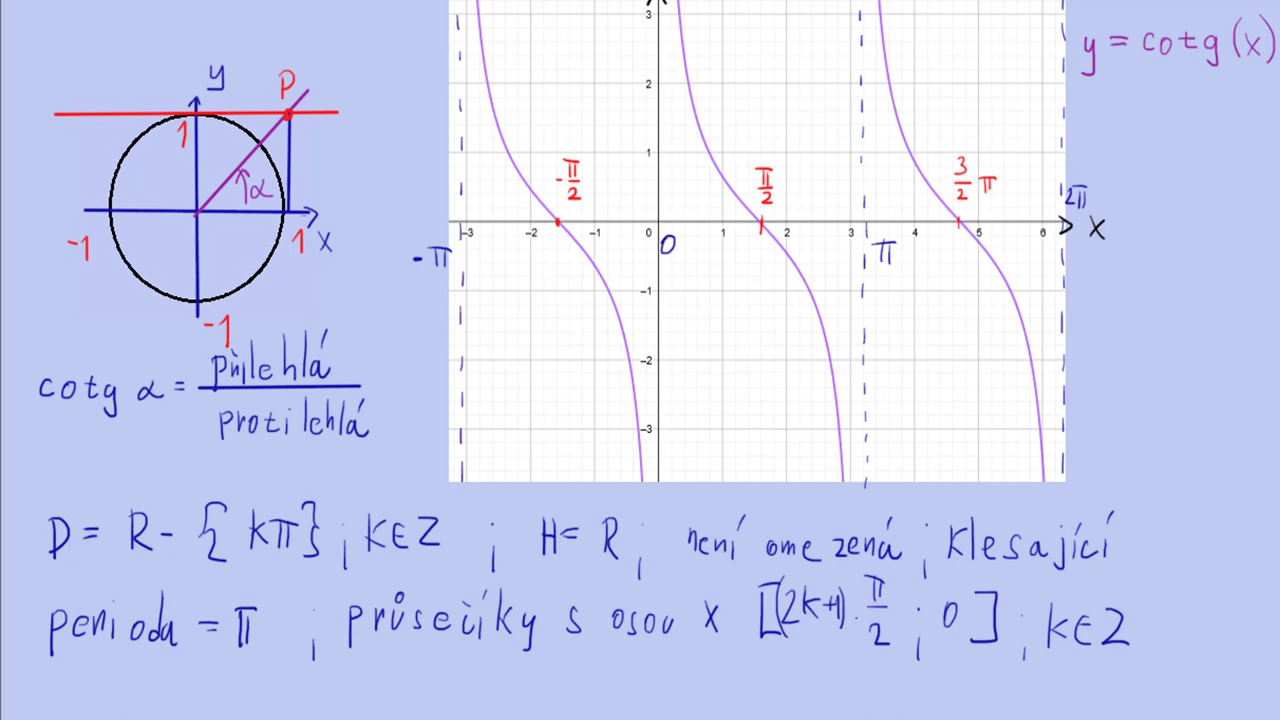 y = cotg (x)
y
P
1
α
-1
1
x
-1
cotg α = přilehlá
protilehlá
3
2
1
-π/2
π/2
3/2 π
2π
-3 -2 -1 0 1 2 3 4 5 6
x
-π
0
π
-1
-2
-3
D = R - { kπ } ; k∈Z ; H = R ; není omezená ; klesající
perioda = π ; průsečíky s osou x [(2k+1)·π/2 ; 0] ; k∈Z